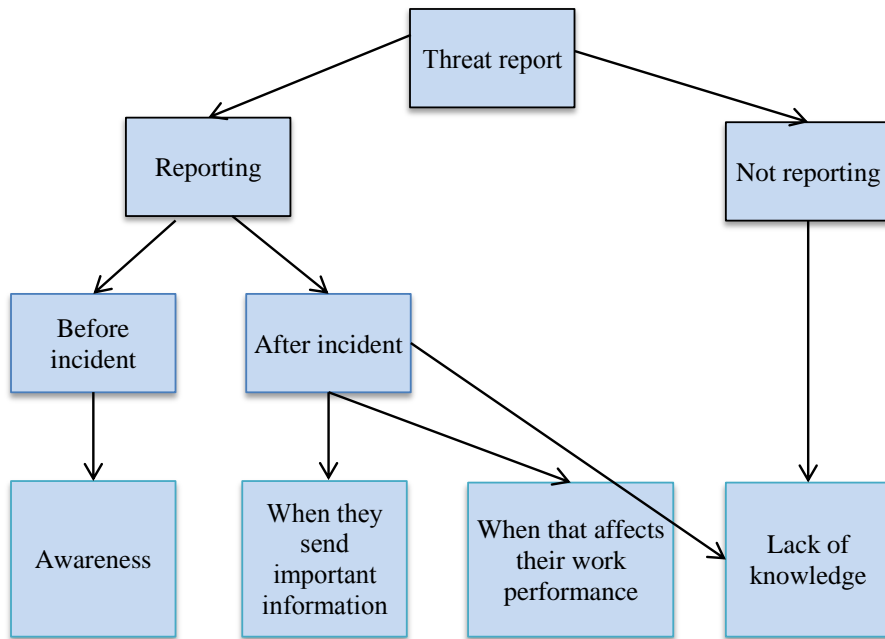 Threat report
Reporting
Not reporting
Before
incident
After incident
Awareness
When they
send
important
information
When that affects
their work
performance
Lack of
knowledge